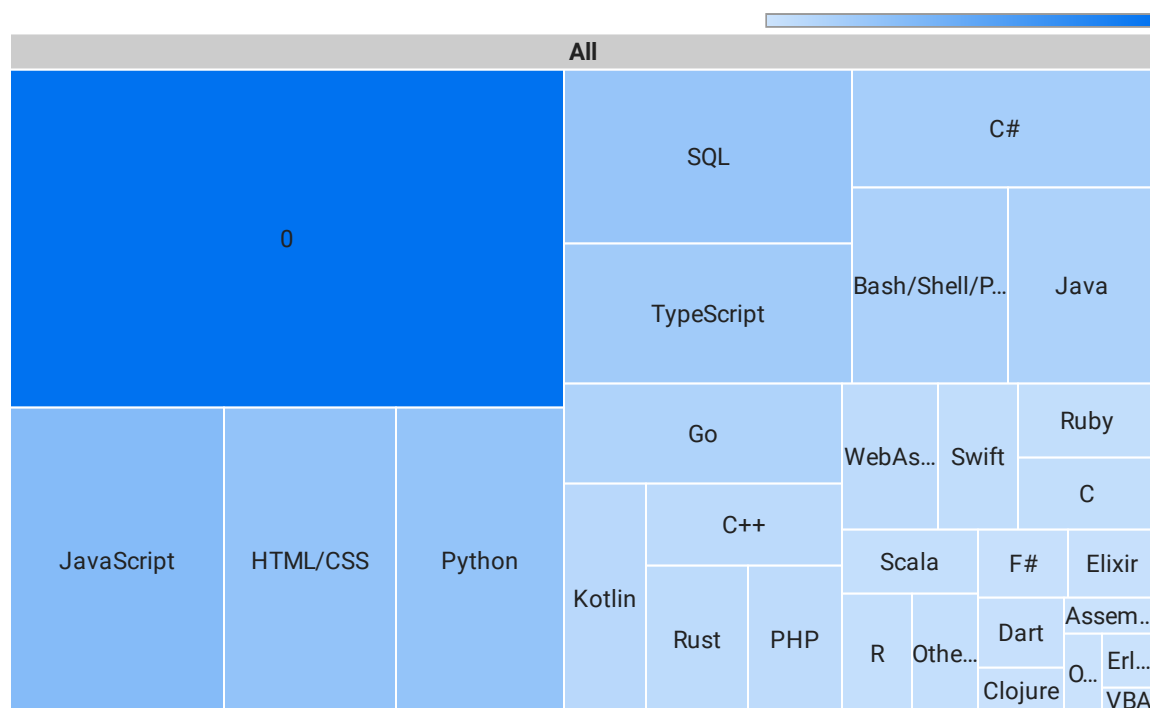 All
0
SQL
C#
TypeScript
Bash/Shell/P...
Java
JavaScript
HTML/CSS
Python
Go
WebAs...
Swift
Ruby
C
Kotlin
C++
Rust
PHP
Scala
F#
Elixir
R
Othe...
Dart
Clojure
Assem...
O...
Erl...
VBA